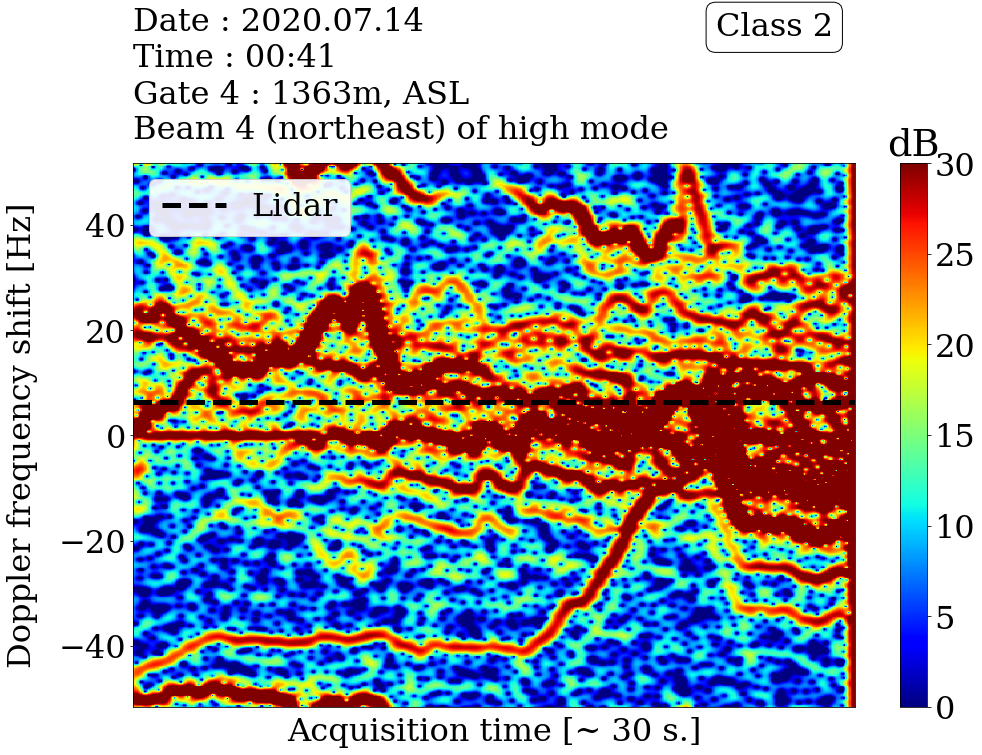 Date : 2020.07.14
Time : 00:41
Gate 4 : 1363m, ASL
Beam 4 (northeast) of high mode
Class 2
dB
Lidar
Doppler frequency shift [Hz]
40
20
0
−20
−40
Acquisition time [~ 30 s.]
30
25
20
15
10
5
0